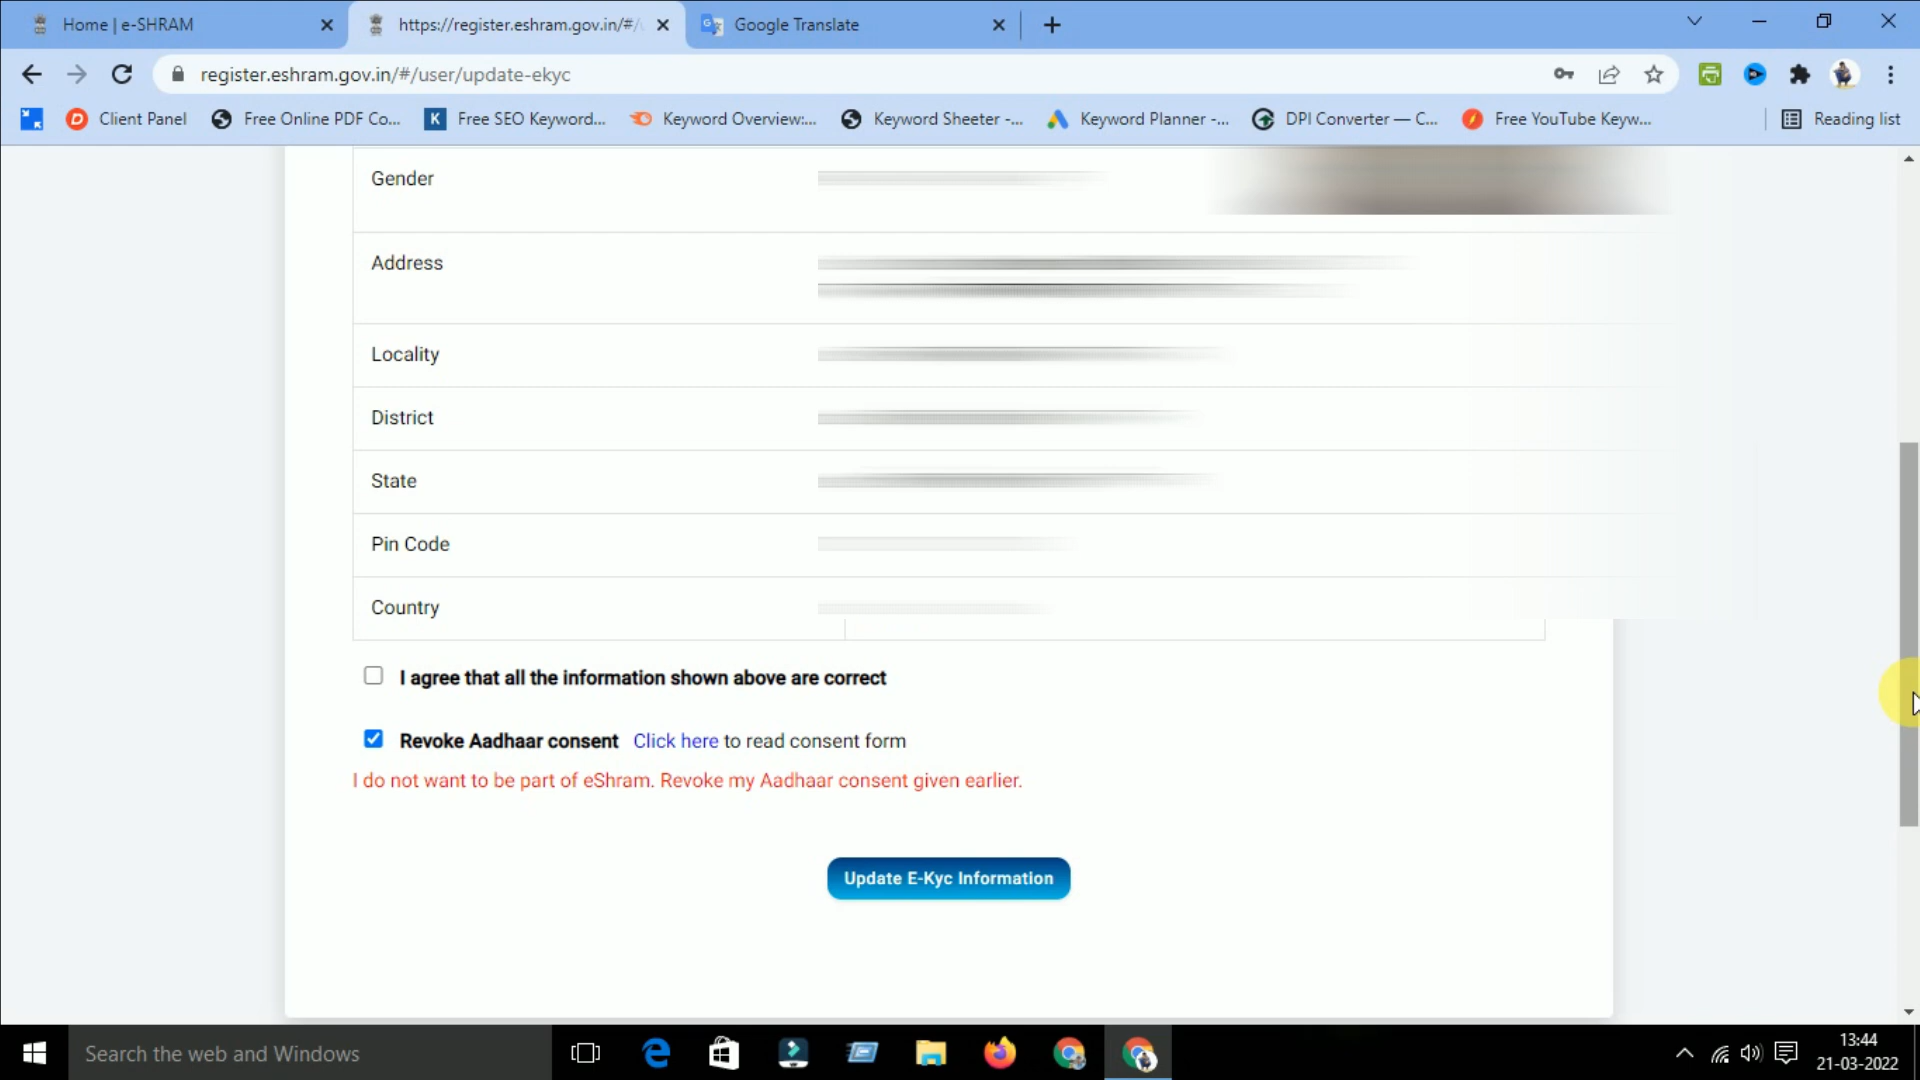 Home | e-SHRAM
https://register.eshram.gov.in/#/
Google Translate
register.eshram.gov.in/#/user/update-ekyc
Client Panel
Free Online PDF Co...
K
Free SEO Keyword...
Keyword Overview:...
Keyword Sheeter -...
Keyword Planner -...
DPI Converter — C...
Free YouTube Keyw...
Reading list
Gender
Address
Locality
District
State
Pin Code
Country
I agree that all the information shown above are correct
Revoke Aadhaar consent Click here to read consent form
I do not want to be part of eShram. Revoke my Aadhaar consent given earlier.
Update E-Kyc Information
Search the web and Windows
13:44
21-03-2022